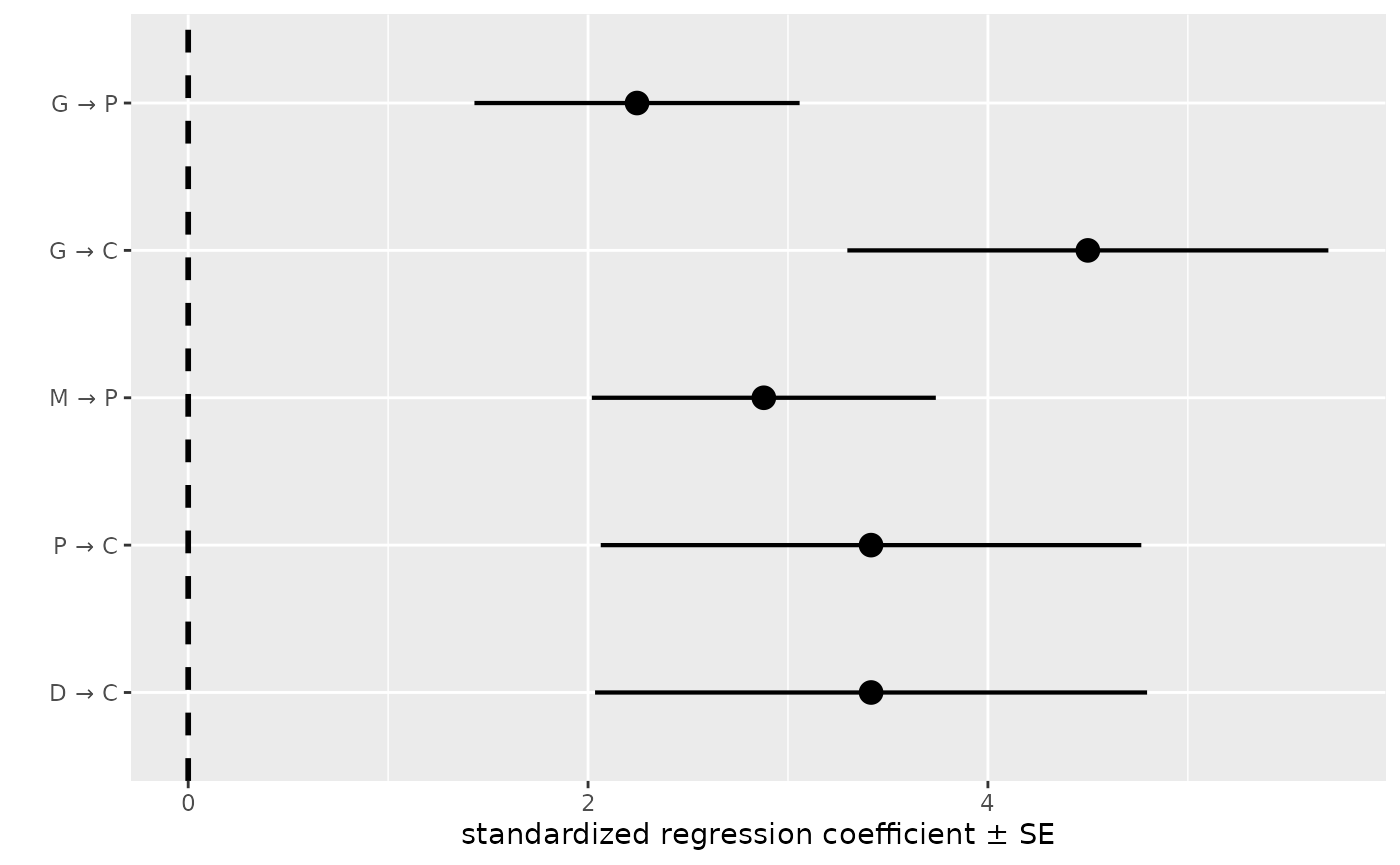 G → P
G → C
M → P
P → C
D → C
0 2 4
standardized regression coefficient ± SE